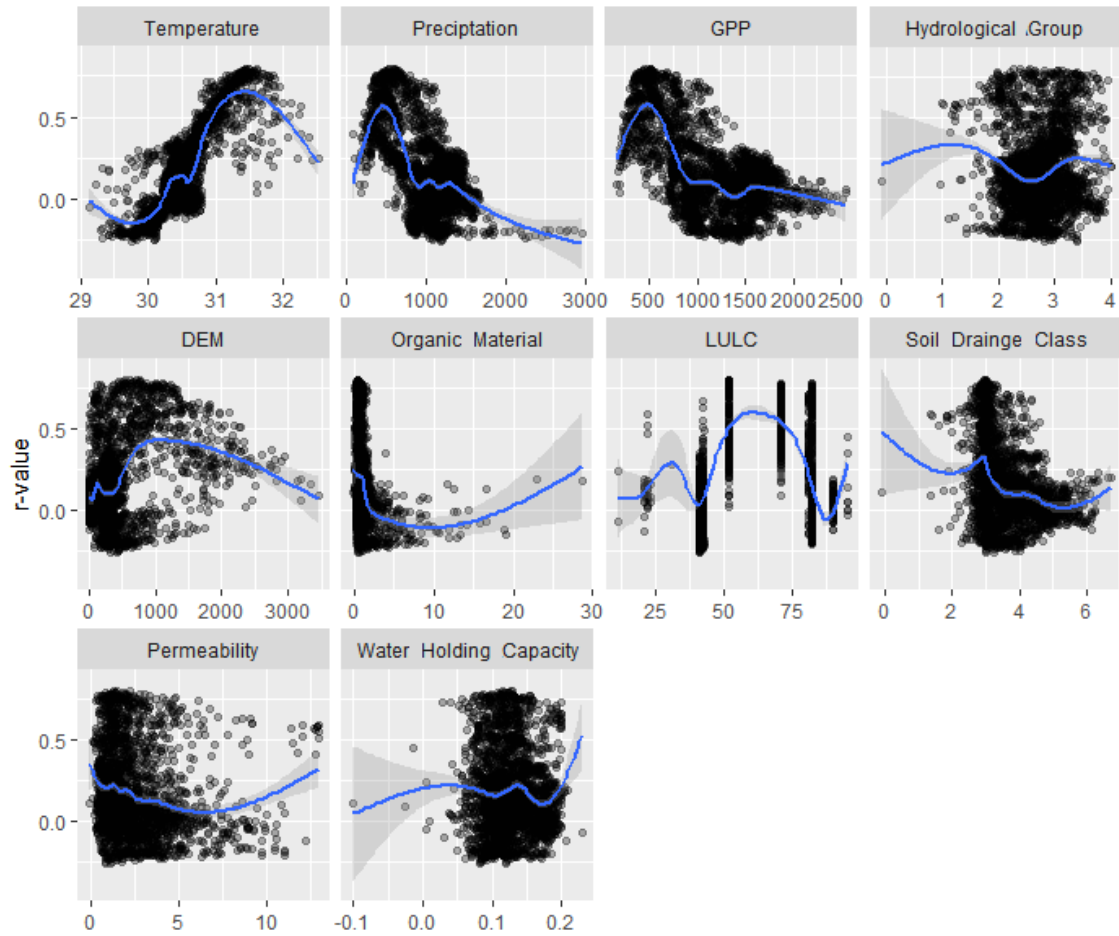 Temperature Preciptation GPP Hydrological .Group
0.5
0.0
29 30 31 32 0 1000 2000 3000 500 1000 1500 2000 2500 0 1 2 3 4
DEM Organic Material LULC Soil Drainge Class
r-value
0.5
0.0
0 1000 2000 3000 0 10 20 30 25 50 75 0 2 4 6
Permeability Water Holding Capacity
0.5
0.0
0 5 10 -0.1 0.0 0.1 0.2